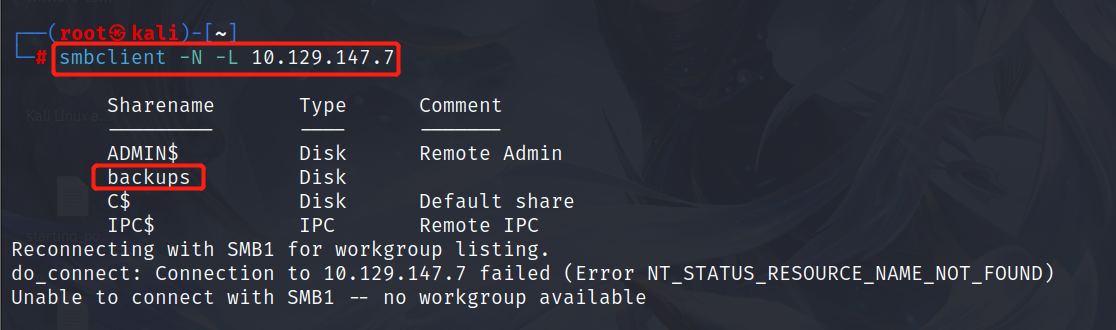 (root㉿kali)-[~]
# smbclient -N -L 10.129.147.7
Sharename Type Comment
--------- ---- -------
ADMIN$ Disk Remote Admin
backups Disk
C$ Disk Default share
IPC$ IPC Remote IPC
Reconnecting with SMB1 for workgroup listing.
do_connect: Connection to 10.129.147.7 failed (Error NT_STATUS_RESOURCE_NAME_NOT_FOUND)
Unable to connect with SMB1 -- no workgroup available